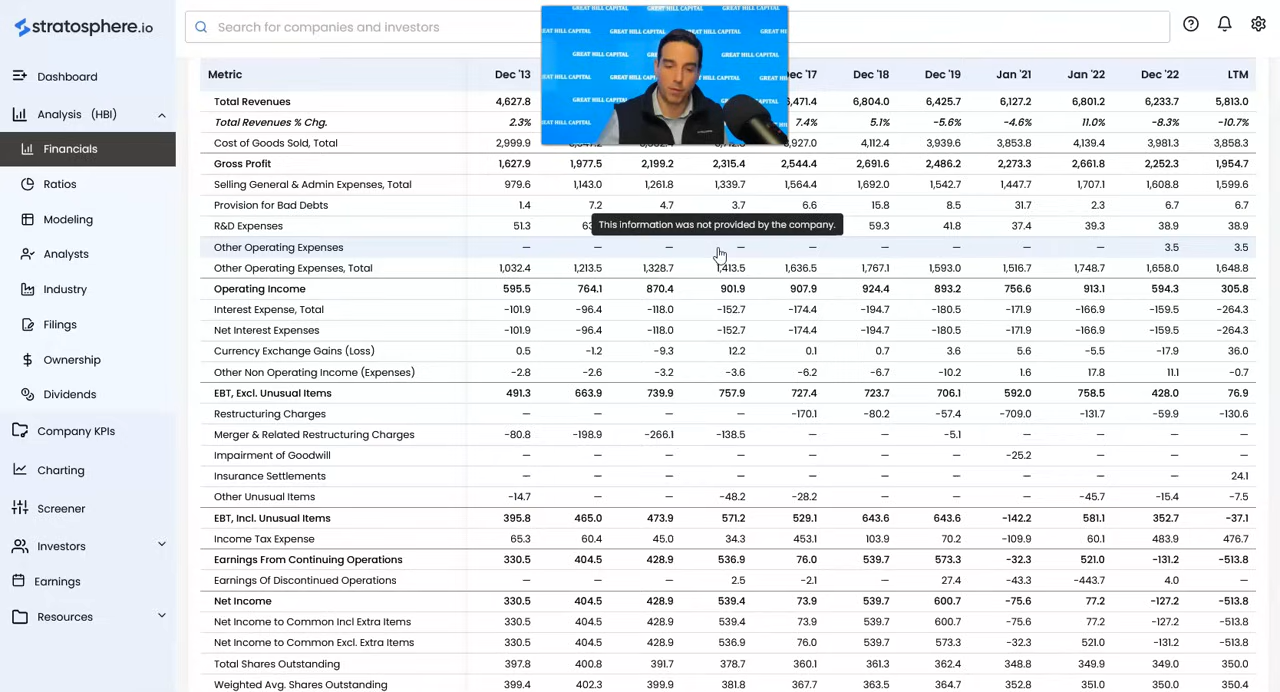 stratosphere.io
Search for companies and investors
GREAT HILL CAPITAL GREAT HILL CAPITAL
GREAT HILL CAPITAL GREAT HILL CAPITAL
GREAT HILL CAPITAL
Dashboard
Analysis (HBI)
Financials
Ratios
Modeling
Analysts
Industry
Filings
Ownership
Dividends
Company KPIs
Charting
Screener
Investors
Earnings
Resources
Metric Dec '13 Dec '17 Dec '18 Dec '19 Jan '21 Jan '22 Dec '22 LTM
Total Revenues 4,627.8 6,471.4 6,804.0 6,425.7 6,127.2 6,801.2 6,233.7 5,813.0
Total Revenues % Chg. 2.3% 7.4% 5.1% -5.6% -4.6% 11.0% -8.3% -10.7%
Cost of Goods Sold, Total 2,999.9 3,927.0 4,112.4 3,939.6 3,853.8 4,139.4 3,981.3 3,858.3
Gross Profit 1,627.9 1,977.5 2,199.2 2,315.4 2,544.4 2,691.6 2,486.2 2,273.3 2,661.8 2,252.3 1,954.7
Selling General & Admin Expenses, Total 979.6 1,143.0 1,261.8 1,339.7 1,564.4 1,692.0 1,542.7 1,447.7 1,707.1 1,608.8 1,599.6
Provision for Bad Debts 1.4 7.2 4.7 3.7 6.6 15.8 8.5 31.7 2.3 6.7 6.7
This information was not provided by the company.
R&D Expenses 51.3 59.3 41.8 37.4 39.3 38.9 38.9
Other Operating Expenses — — — — — — — — — 3.5 3.5
Other Operating Expenses, Total 1,032.4 1,213.5 1,328.7 1,413.5 1,636.5 1,767.1 1,593.0 1,516.7 1,748.7 1,658.0 1,648.8
Operating Income 595.5 764.1 870.4 901.9 907.9 924.4 893.2 756.6 913.1 594.3 305.8
Interest Expense, Total -101.9 -96.4 -118.0 -152.7 -174.4 -194.7 -180.5 -171.9 -166.9 -159.5 -264.3
Net Interest Expenses -101.9 -96.4 -118.0 -152.7 -174.4 -194.7 -180.5 -171.9 -166.9 -159.5 -264.3
Currency Exchange Gains (Loss) 0.5 -1.2 -9.3 12.2 0.1 0.7 3.6 5.6 -5.5 -17.9 36.0
Other Non Operating Income (Expenses) -2.8 -2.6 -3.2 -3.6 -6.2 -6.7 -10.2 1.6 17.8 11.1 -0.7
EBT, Excl. Unusual Items 491.3 663.9 739.9 757.9 727.4 723.7 706.1 592.0 758.5 428.0 76.9
Restructuring Charges — — — — -170.1 -80.2 -57.4 -709.0 -131.7 -59.9 -130.6
Merger & Related Restructuring Charges -80.8 -198.9 -266.1 -138.5 — — -5.1 — — — —
Impairment of Goodwill — — — — — — — -25.2 — — —
Insurance Settlements — — — — — — — — — — 24.1
Other Unusual Items -14.7 — — -48.2 -28.2 — — — -45.7 -15.4 -7.5
EBT, Incl. Unusual Items 395.8 465.0 473.9 571.2 529.1 643.6 643.6 -142.2 581.1 352.7 -37.1
Income Tax Expense 65.3 60.4 45.0 34.3 453.1 103.9 70.2 -109.9 60.1 483.9 476.7
Earnings From Continuing Operations 330.5 404.5 428.9 536.9 76.0 539.7 573.3 -32.3 521.0 -131.2 -513.8
Earnings Of Discontinued Operations — — — 2.5 -2.1 — 27.4 -43.3 -443.7 4.0 —
Net Income 330.5 404.5 428.9 539.4 73.9 539.7 600.7 -75.6 77.2 -127.2 -513.8
Net Income to Common Incl Extra Items 330.5 404.5 428.9 539.4 73.9 539.7 600.7 -75.6 77.2 -127.2 -513.8
Net Income to Common Excl. Extra Items 330.5 404.5 428.9 536.9 76.0 539.7 573.3 -32.3 521.0 -131.2 -513.8
Total Shares Outstanding 397.8 400.8 391.7 378.7 360.1 361.3 362.4 348.8 349.9 349.0 350.0
Weighted Avg. Shares Outstanding 399.4 402.3 399.9 381.8 367.7 363.5 364.7 352.8 351.0 350.0 350.4